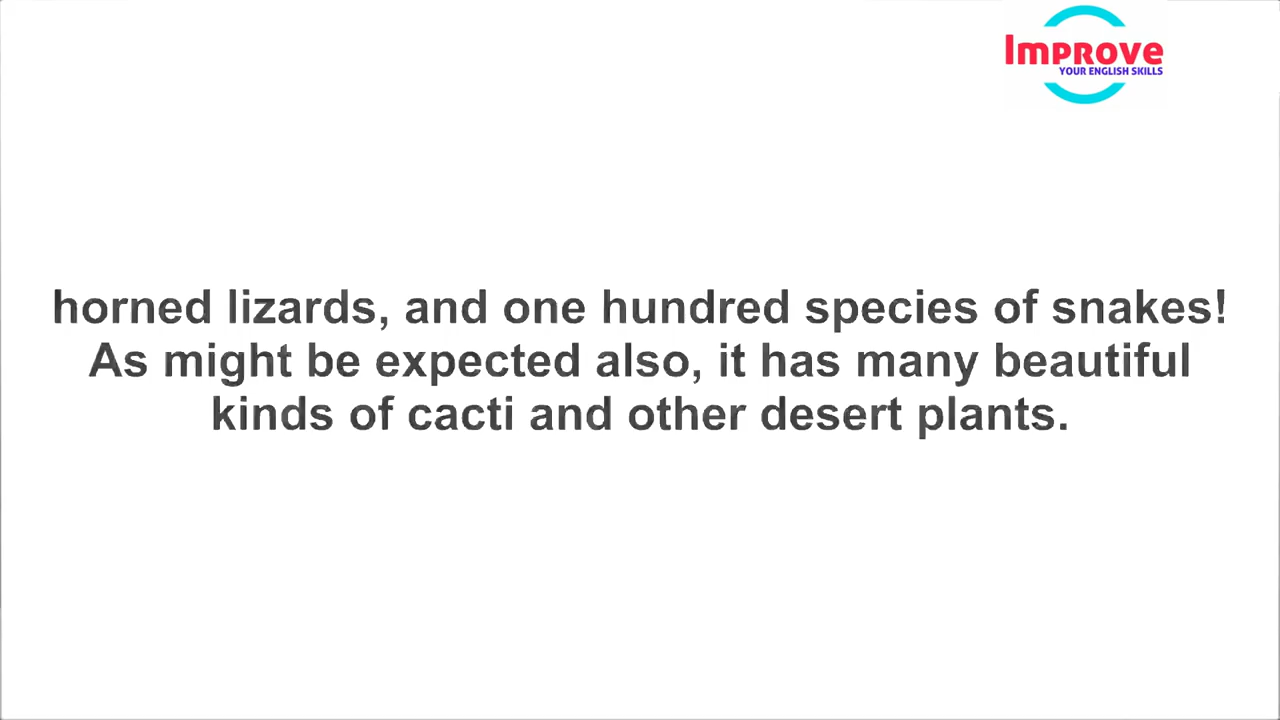 Improve
YOUR ENGLISH SKILLS
horned lizards, and one hundred species of snakes!
As might be expected also, it has many beautiful
kinds of cacti and other desert plants.